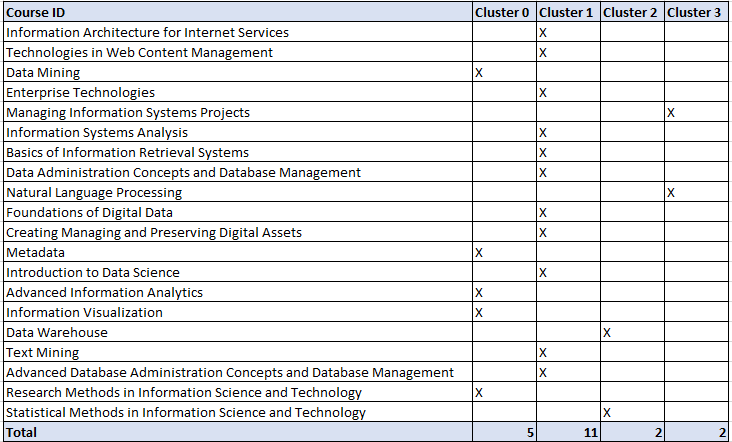 Course ID Cluster 0 Cluster 1 Cluster 2 Cluster 3
Information Architecture for Internet Services X
Technologies in Web Content Management X
Data Mining X
Enterprise Technologies X
Managing Information Systems Projects X
Information Systems Analysis X
Basics of Information Retrieval Systems X
Data Administration Concepts and Database Management X
Natural Language Processing X
Foundations of Digital Data X
Creating Managing and Preserving Digital Assets X
Metadata X
Introduction to Data Science X
Advanced Information Analytics X
Information Visualization X
Data Warehouse X
Text Mining X
Advanced Database Administration Concepts and Database Management X
Research Methods in Information Science and Technology X
Statistical Methods in Information Science and Technology X
Total 5 11 2 2